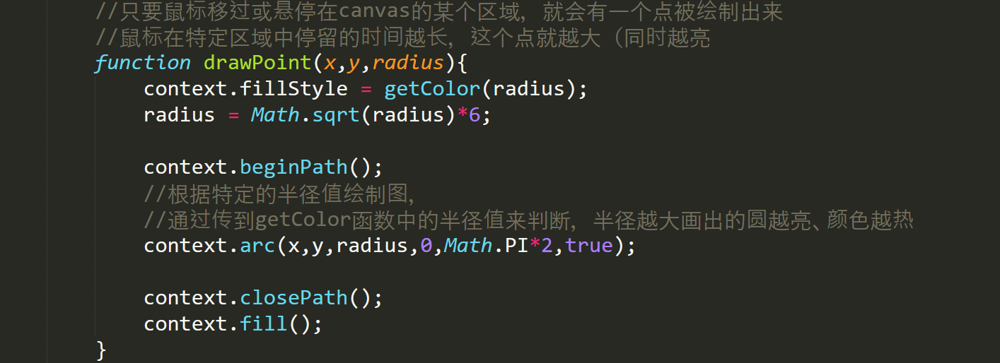 //只要鼠标移过或悬停在canvas的某个区域，就会有一个点被绘制出来
//鼠标在特定区域中停留的时间越长，这个点就越大（同时越亮
function drawPoint(x,y,radius){
context.fillStyle = getColor(radius);
radius = Math.sqrt(radius)*6;
context.beginPath();
//根据特定的半径值绘制图，
//通过传到getColor函数中的半径值来判断，半径越大画出的圆越亮、颜色越热
context.arc(x,y,radius,0,Math.PI*2,true);
context.closePath();
context.fill();
}